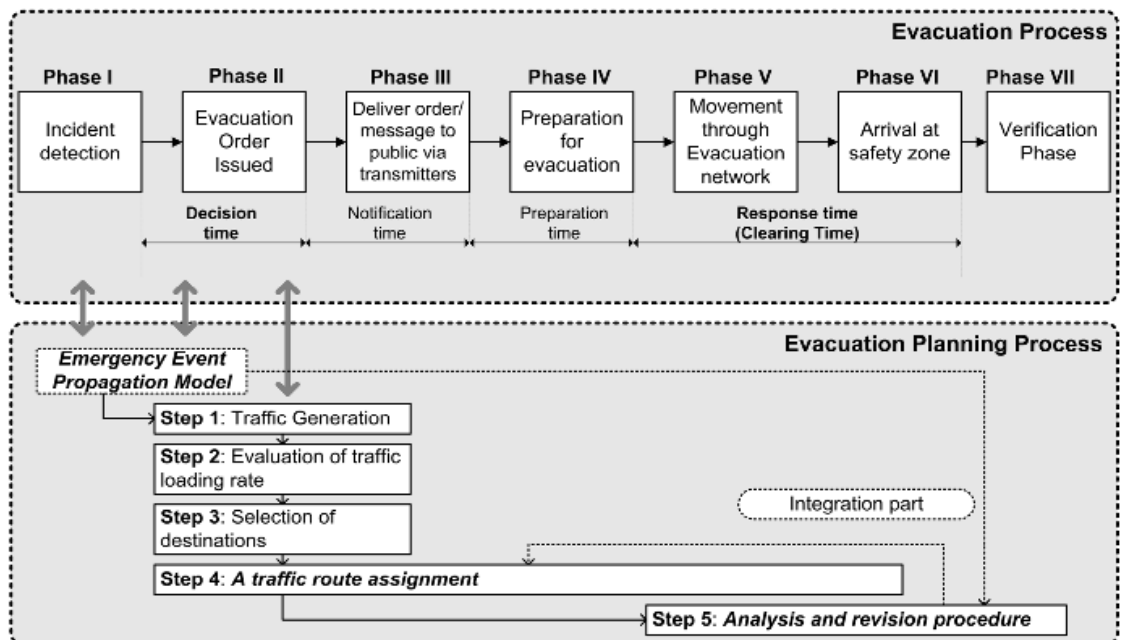 Evacuation Process
Phase I
Phase II
Phase III
Phase IV
Phase V
Phase VI
Phase VII
Incident
detection
Evacuation
Order
Issued
Deliver order/
message to
public via
transmitters
Preparation
for
evacuation
Movement
through
Evacuation
network
Arrival at
safety zone
Verification
Phase
Decision
time
Notification
time
Preparation
time
Response time
(Clearing Time)
Evacuation Planning Process
Emergency Event
Propagation Model
Step 1: Traffic Generation
Step 2: Evaluation of traffic
loading rate
Step 3: Selection of
destinations
Integration part
Step 4: A traffic route assignment
Step 5: Analysis and revision procedure